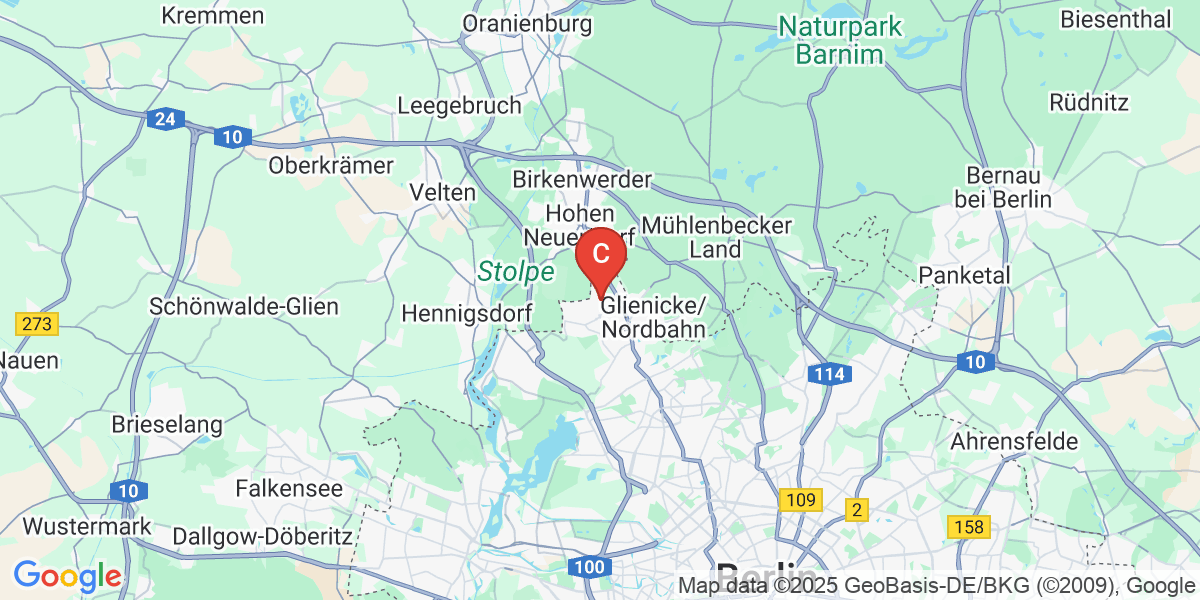 Kremmen
Oranienburg
Naturpark
Barnim
Biesenthal
Leegebruch
Rüdnitz
24
10
Oberkrämer
Velten
Birkenwerder
Bernau
bei Berlin
Hohen
Neuendorf
Mühlenbecker
Land
C
Stolpe
Panketal
Schönwalde-Glien
Hennigsdorf
Glienicke/
Nordbahn
273
Nauen
114
10
Brieselang
Ahrensfelde
10
Falkensee
109
2
Wustermark
Dallgow-Döberitz
158
100
Berlin
Google
Map data ©2025 GeoBasis-DE/BKG (©2009), Google